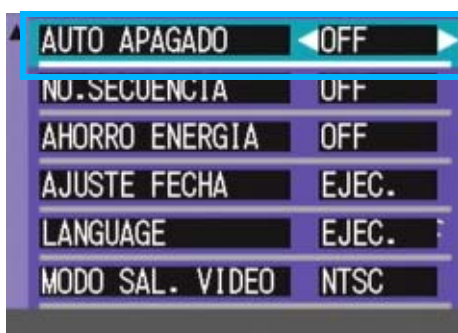 AUTO APAGADO OFF
NO.SECUENCIA OFF
AHORRO ENERGIA OFF
AJUSTE FECHA EJEC.
LANGUAGE EJEC.
MODO SAL. VIDEO NTSC